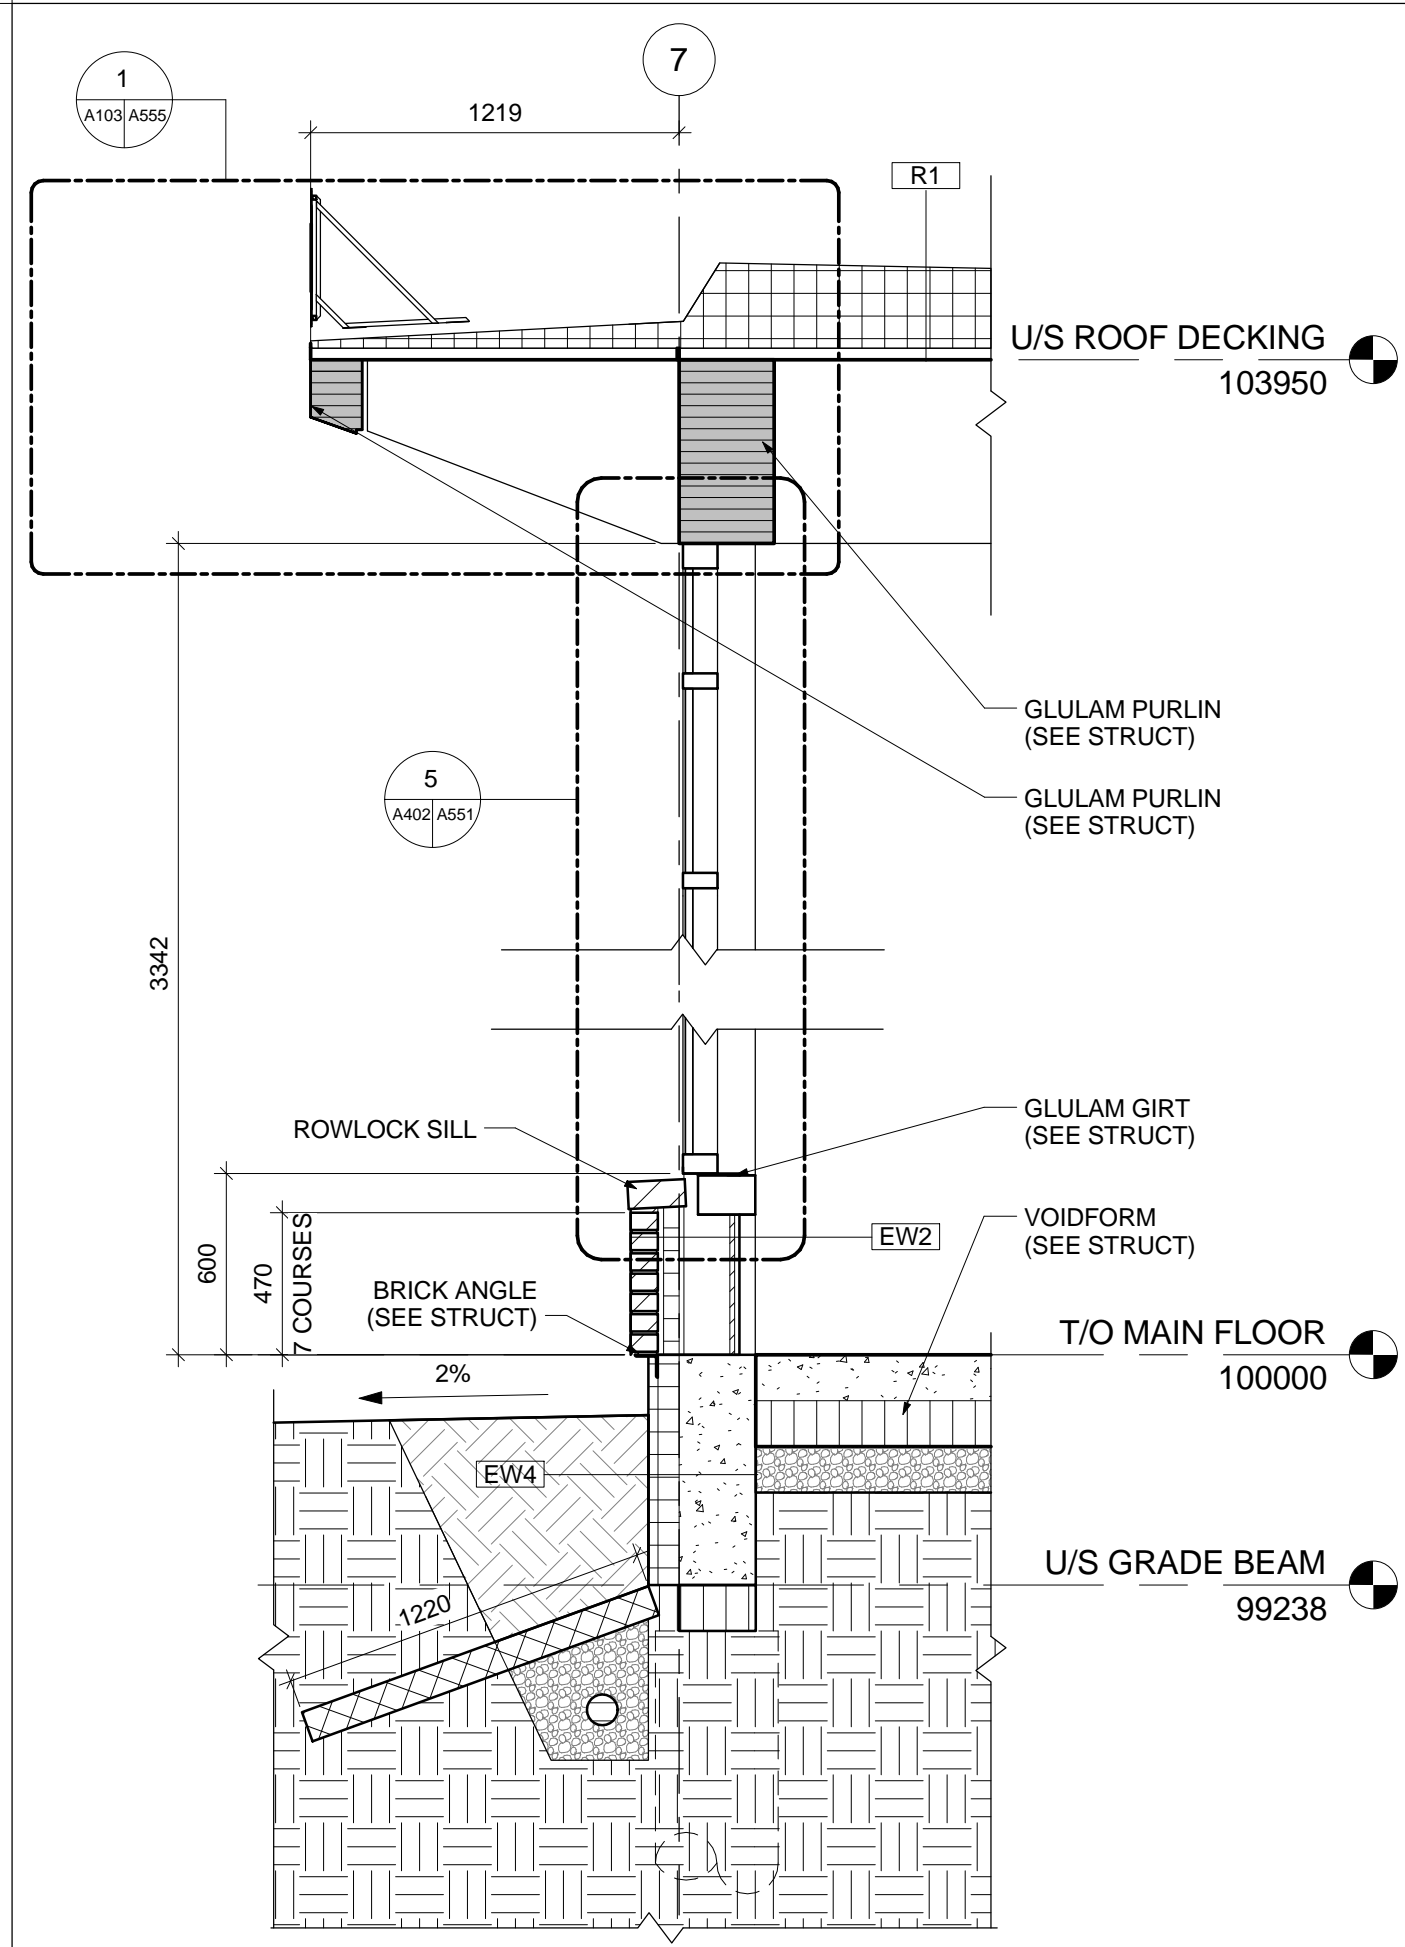 7
1
A103 A555
1219
R1
U/S ROOF DECKING
103950
GLULAM PURLIN
(SEE STRUCT)
GLULAM PURLIN
(SEE STRUCT)
5
A402 A551
3342
ROWLOCK SILL
GLULAM GIRT
(SEE STRUCT)
600
470
7 COURSES
EW2
VOIDFORM
(SEE STRUCT)
BRICK ANGLE
(SEE STRUCT)
T/O MAIN FLOOR
100000
2%
EW4
U/S GRADE BEAM
99238
1220